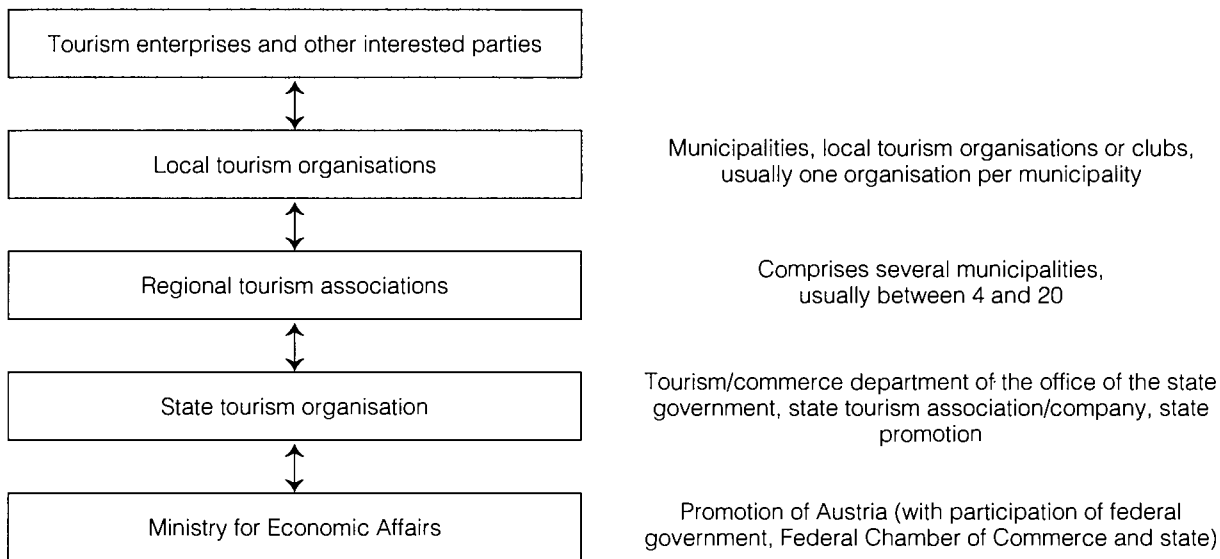 Tourism enterprises and other interested parties
Local tourism organisations
Municipalities, local tourism organisations or clubs,
usually one organisation per municipality
Regional tourism associations
Comprises several municipalities,
usually between 4 and 20
State tourism organisation
Tourism/commerce department of the office of the state
government, state tourism association/company, state
promotion
Ministry for Economic Affairs
Promotion of Austria (with participation of federal
government, Federal Chamber of Commerce and state)